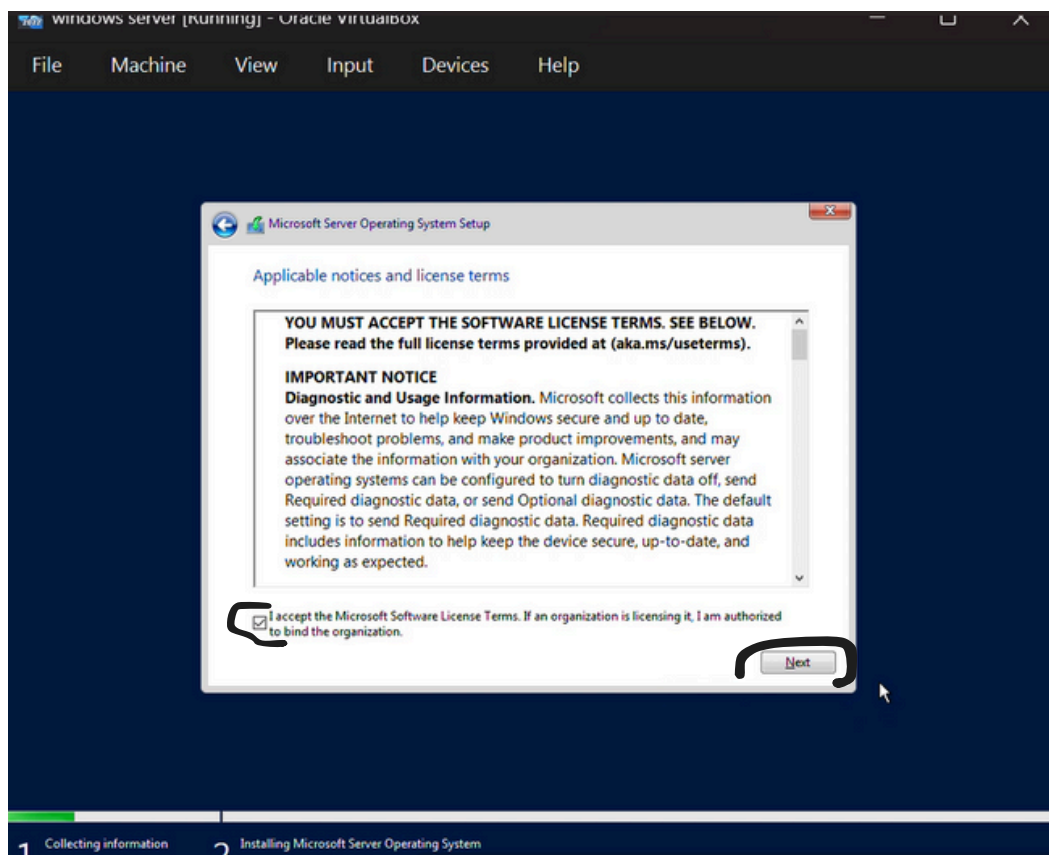 windows server [Running] - Oracle VirtualBox
File Machine View Input Devices Help
Microsoft Server Operating System Setup
Applicable notices and license terms
YOU MUST ACCEPT THE SOFTWARE LICENSE TERMS. SEE BELOW.
Please read the full license terms provided at (aka.ms/useterms).
IMPORTANT NOTICE
Diagnostic and Usage Information. Microsoft collects this information
over the Internet to help keep Windows secure and up to date,
troubleshoot problems, and make product improvements, and may
associate the information with your organization. Microsoft server
operating systems can be configured to turn diagnostic data off, send
Required diagnostic data, or send Optional diagnostic data. The default
setting is to send Required diagnostic data. Required diagnostic data
includes information to help keep the device secure, up-to-date, and
working as expected.
I accept the Microsoft Software License Terms. If an organization is licensing it, I am authorized
to bind the organization.
Next
1 Collecting information 2 Installing Microsoft Server Operating System